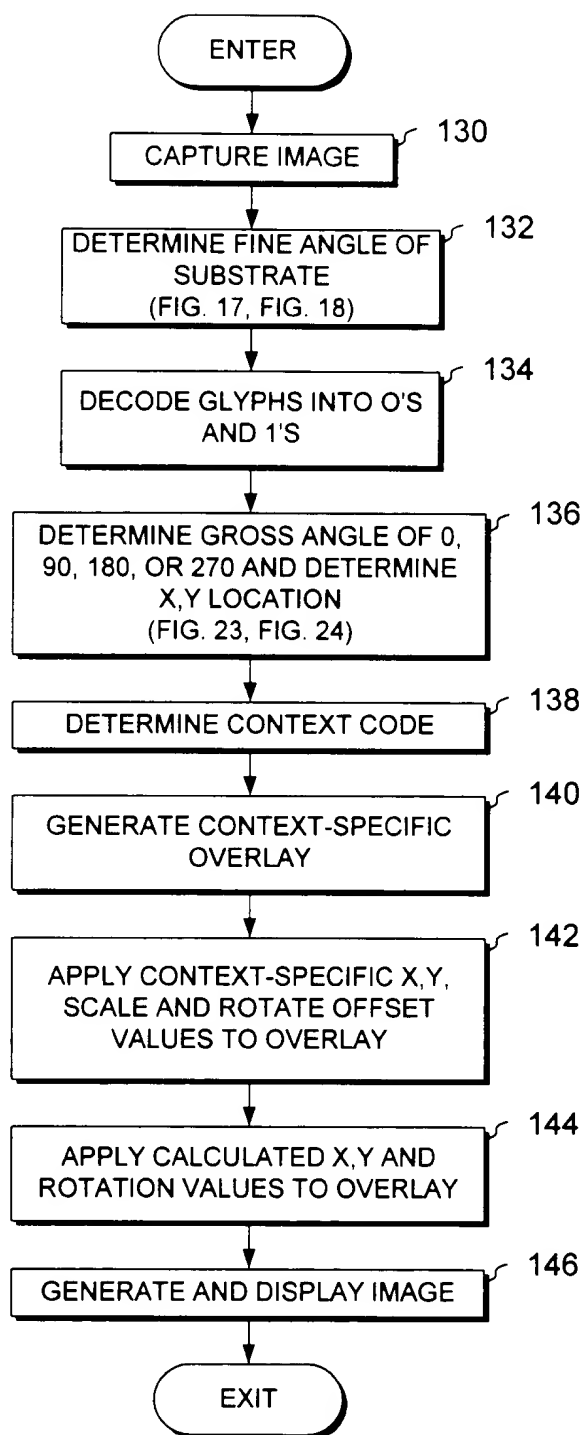 ENTER
130
CAPTURE IMAGE
132
DETERMINE FINE ANGLE OF
SUBSTRATE
(FIG. 17, FIG. 18)
134
DECODE GLYPHS INTO O'S
AND 1'S
136
DETERMINE GROSS ANGLE OF 0,
90, 180, OR 270 AND DETERMINE
X,Y LOCATION
(FIG. 23, FIG. 24)
138
DETERMINE CONTEXT CODE
140
GENERATE CONTEXT-SPECIFIC
OVERLAY
142
APPLY CONTEXT-SPECIFIC X,Y,
SCALE AND ROTATE OFFSET
VALUES TO OVERLAY
144
APPLY CALCULATED X,Y AND
ROTATION VALUES TO OVERLAY
146
GENERATE AND DISPLAY IMAGE
EXIT